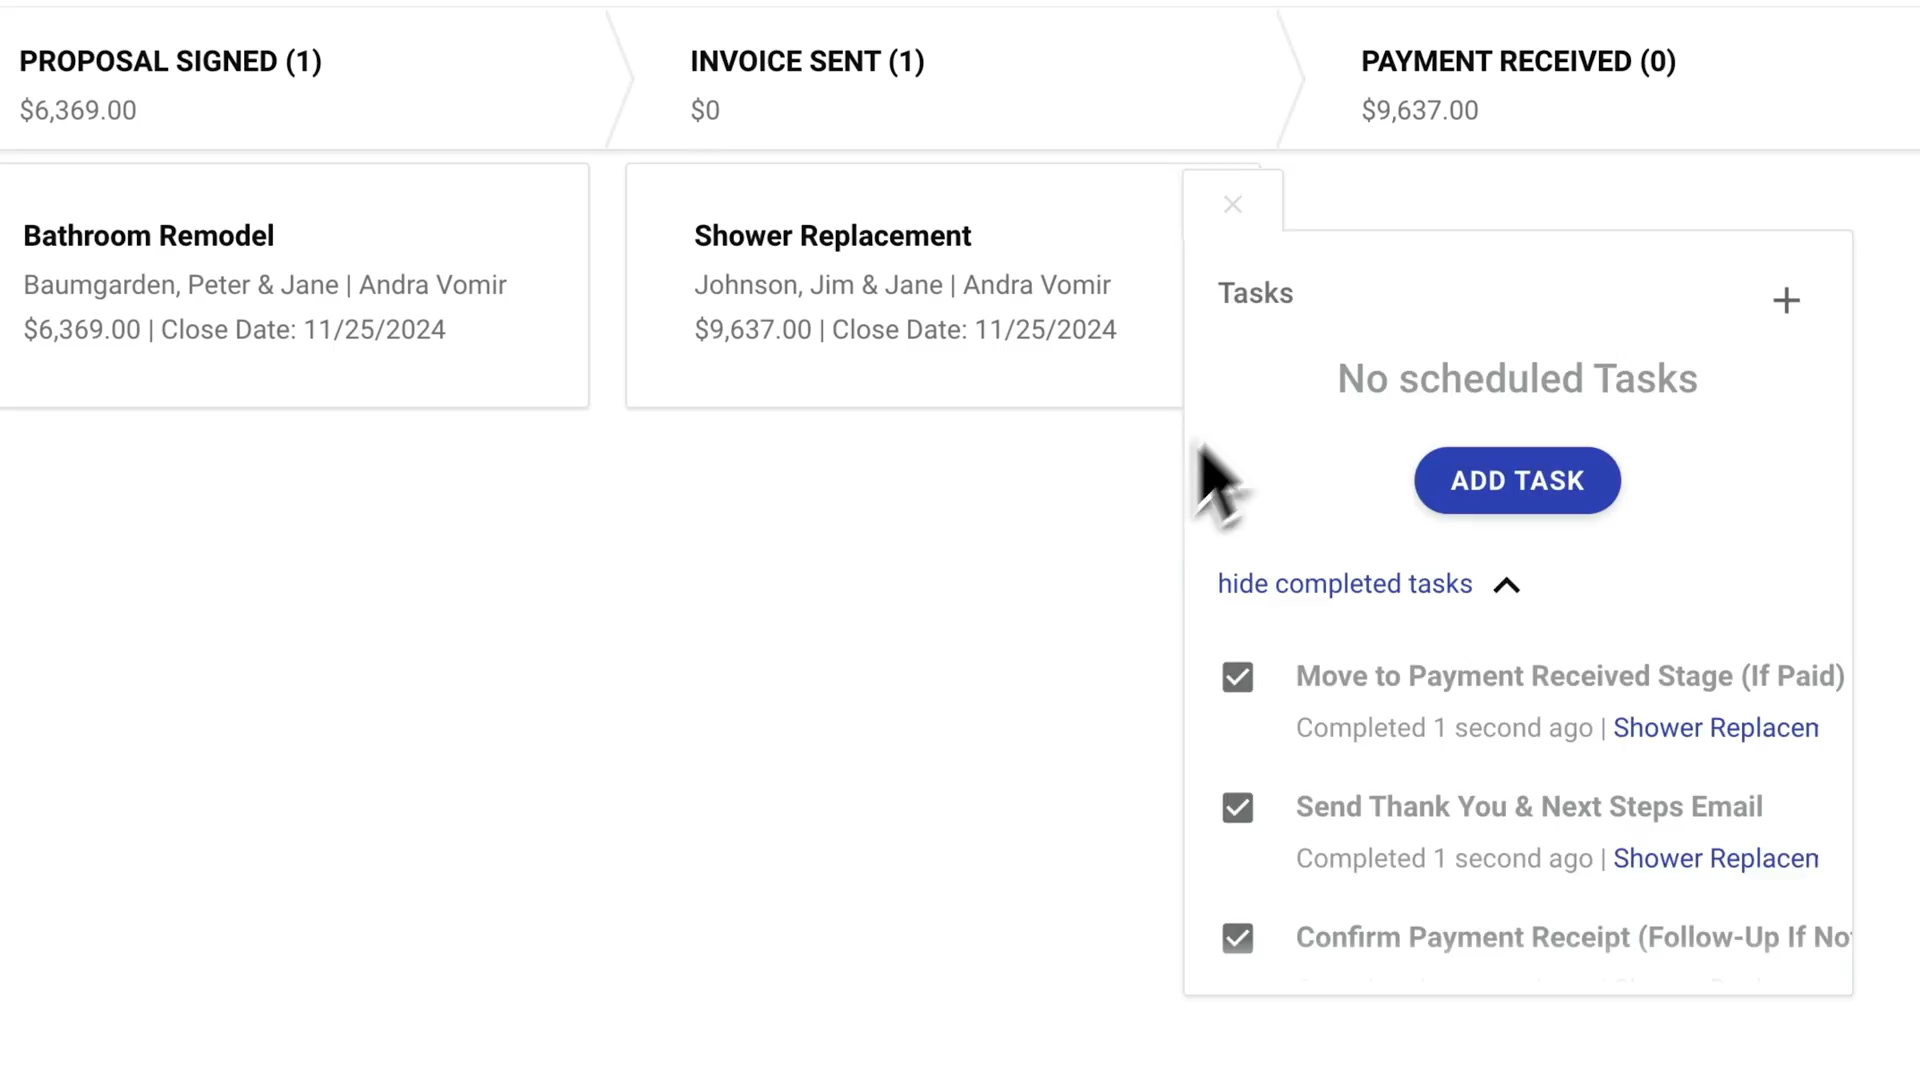 PROPOSAL SIGNED (1)
$6,369.00
INVOICE SENT (1)
$0
PAYMENT RECEIVED (0)
$9,637.00
Bathroom Remodel
Baumgarden, Peter & Jane | Andra Vomir
$6,369.00 | Close Date: 11/25/2024
Shower Replacement
Johnson, Jim & Jane | Andra Vomir
$9,637.00 | Close Date: 11/25/2024
Tasks
No scheduled Tasks
ADD TASK
hide completed tasks
Move to Payment Received Stage (If Paid)
Completed 1 second ago | Shower Replacem
Send Thank You & Next Steps Email
Completed 1 second ago | Shower Replacem
Confirm Payment Receipt (Follow-Up If Not